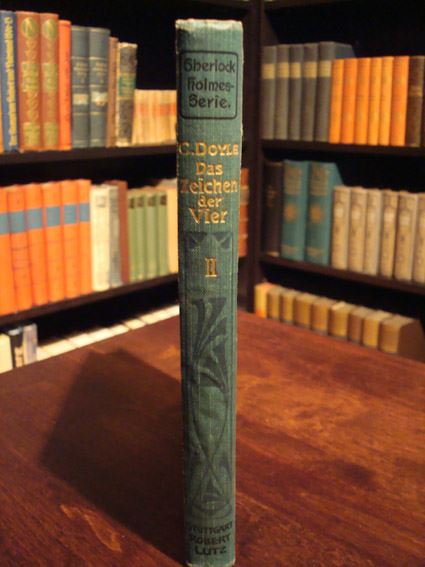 Sherlock
Holmes-
Serie.
C. DOYLE
Das
Zeichen
der
Vier
II
STUTTGART
ROBERT
LUTZ